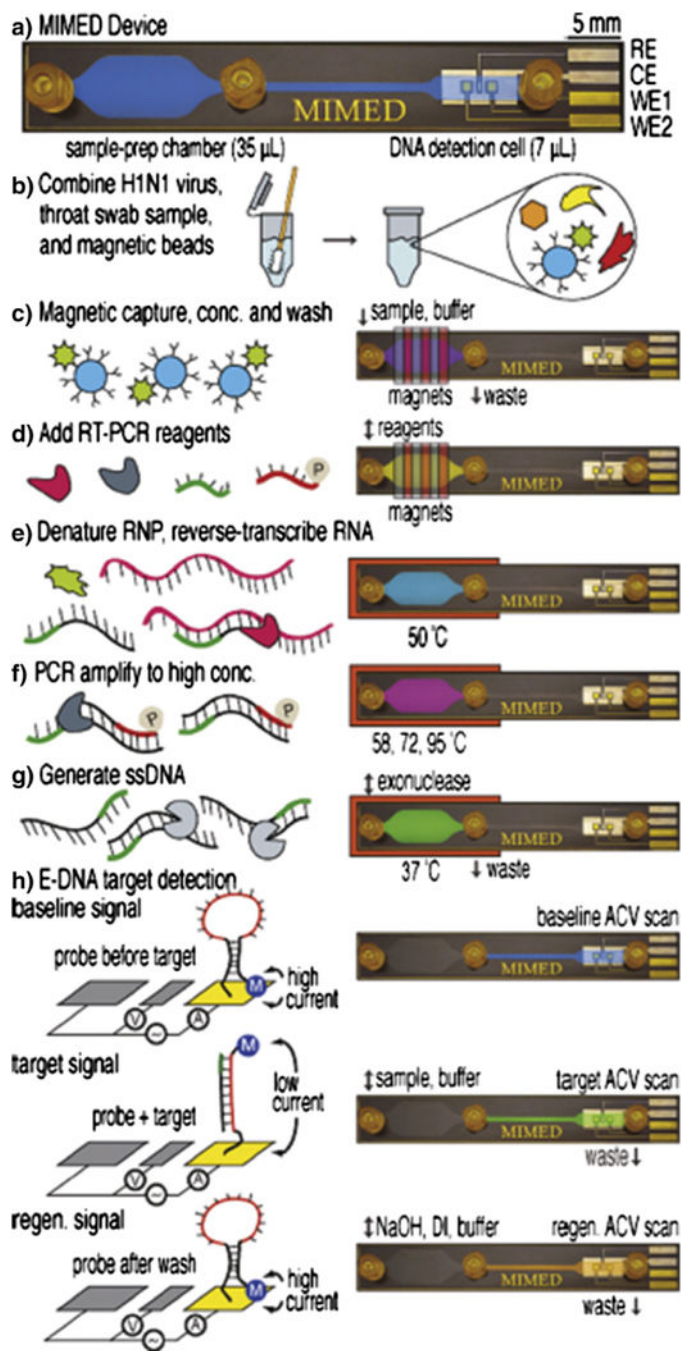 a) MIMED Device
5 mm
RE
CE
WE1
WE2
MIMED
sample-prep chamber (35 µL)
DNA detection cell (7 µL)
b) Combine H1N1 virus,
throat swab sample,
and magnetic beads
c) Magnetic capture, conc. and wash
↓ sample, buffer
MIMED
magnets
↓ waste
d) Add RT-PCR reagents
P
↕ reagents
MIMED
magnets
e) Denature RNP, reverse-transcribe RNA
MIMED
50 °C
f) PCR amplify to high conc.
P
P
MIMED
58, 72, 95 °C
g) Generate ssDNA
↕ exonuclease
MIMED
37 °C
↓ waste
h) E-DNA target detection
baseline signal
probe before target
M
high
current
V
~
A
baseline ACV scan
MIMED
target signal
probe + target
M
low
current
V
~
A
↕ sample, buffer
target ACV scan
MIMED
waste ↓
regen. signal
probe after wash
M
high
current
V
~
A
↕ NaOH, DI, buffer
regen. ACV scan
MIMED
waste ↓